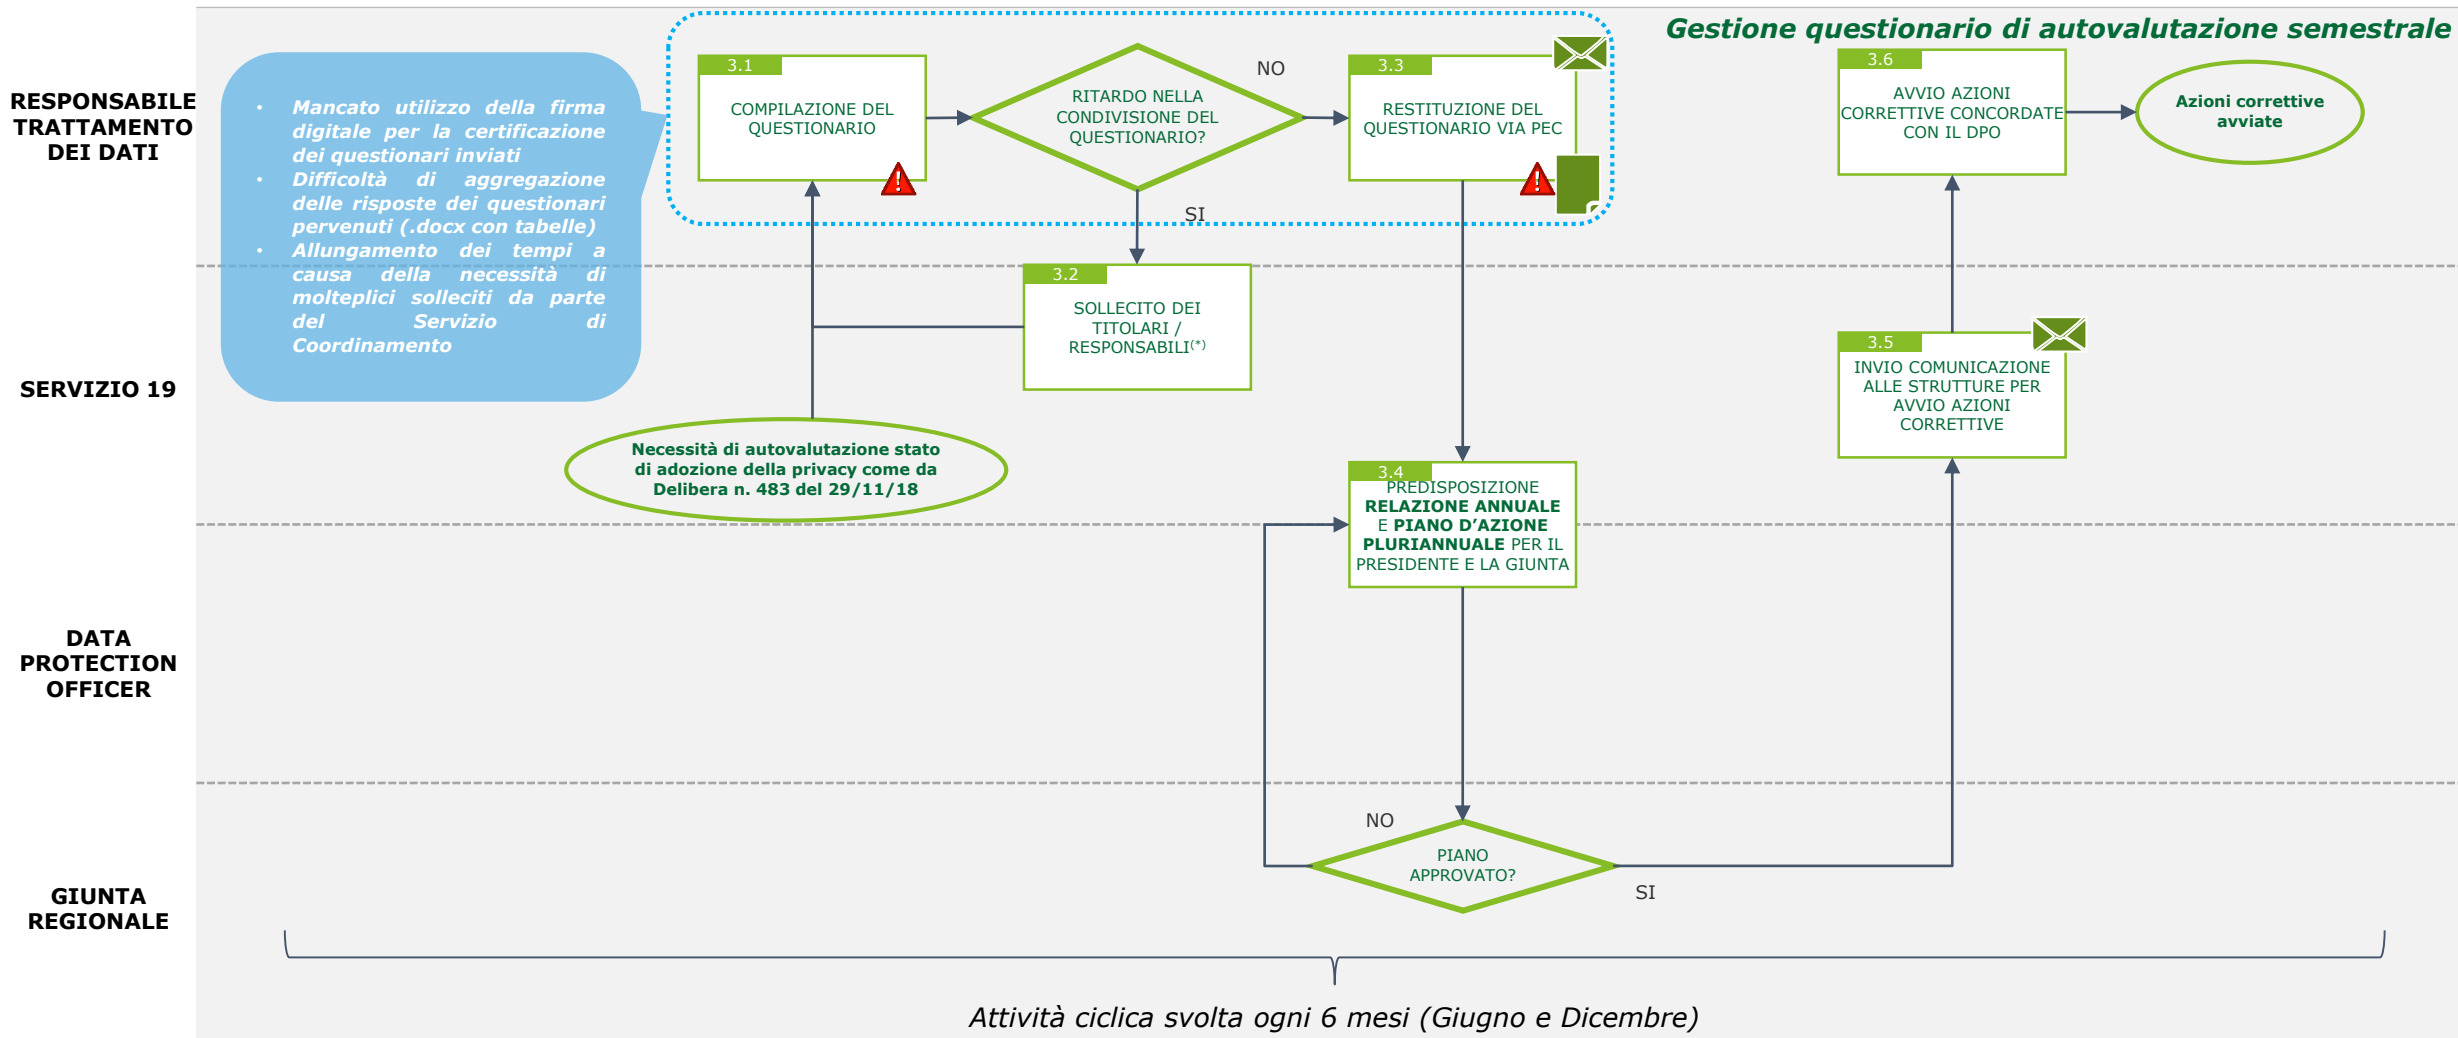 Gestione questionario di autovalutazione semestrale
RESPONSABILE
TRATTAMENTO
DEI DATI
• Mancato utilizzo della firma
digitale per la certificazione
dei questionari inviati
• Difficoltà di aggregazione
delle risposte dei questionari
pervenuti (.docx con tabelle)
• Allungamento dei tempi a
causa della necessità di
molteplici solleciti da parte
del Servizio di
Coordinamento
3.1
COMPILAZIONE DEL
QUESTIONARIO
RITARDO NELLA
CONDIVISIONE DEL
QUESTIONARIO?
NO
SI
3.3
RESTITUZIONE DEL
QUESTIONARIO VIA PEC
3.6
AVVIO AZIONI
CORRETTIVE CONCORDATE
CON IL DPO
Azioni correttive
avviate
SERVIZIO 19
3.2
SOLLECITO DEI
TITOLARI /
RESPONSABILI(*)
Necessità di autovalutazione stato
di adozione della privacy come da
Delibera n. 483 del 29/11/18
3.5
INVIO COMUNICAZIONE
ALLE STRUTTURE PER
AVVIO AZIONI
CORRETTIVE
3.4
PREDISPOSIZIONE
RELAZIONE ANNUALE
E PIANO D’AZIONE
PLURIANNUALE PER IL
PRESIDENTE E LA GIUNTA
DATA
PROTECTION
OFFICER
GIUNTA
REGIONALE
NO
PIANO
APPROVATO?
SI
Attività ciclica svolta ogni 6 mesi (Giugno e Dicembre)